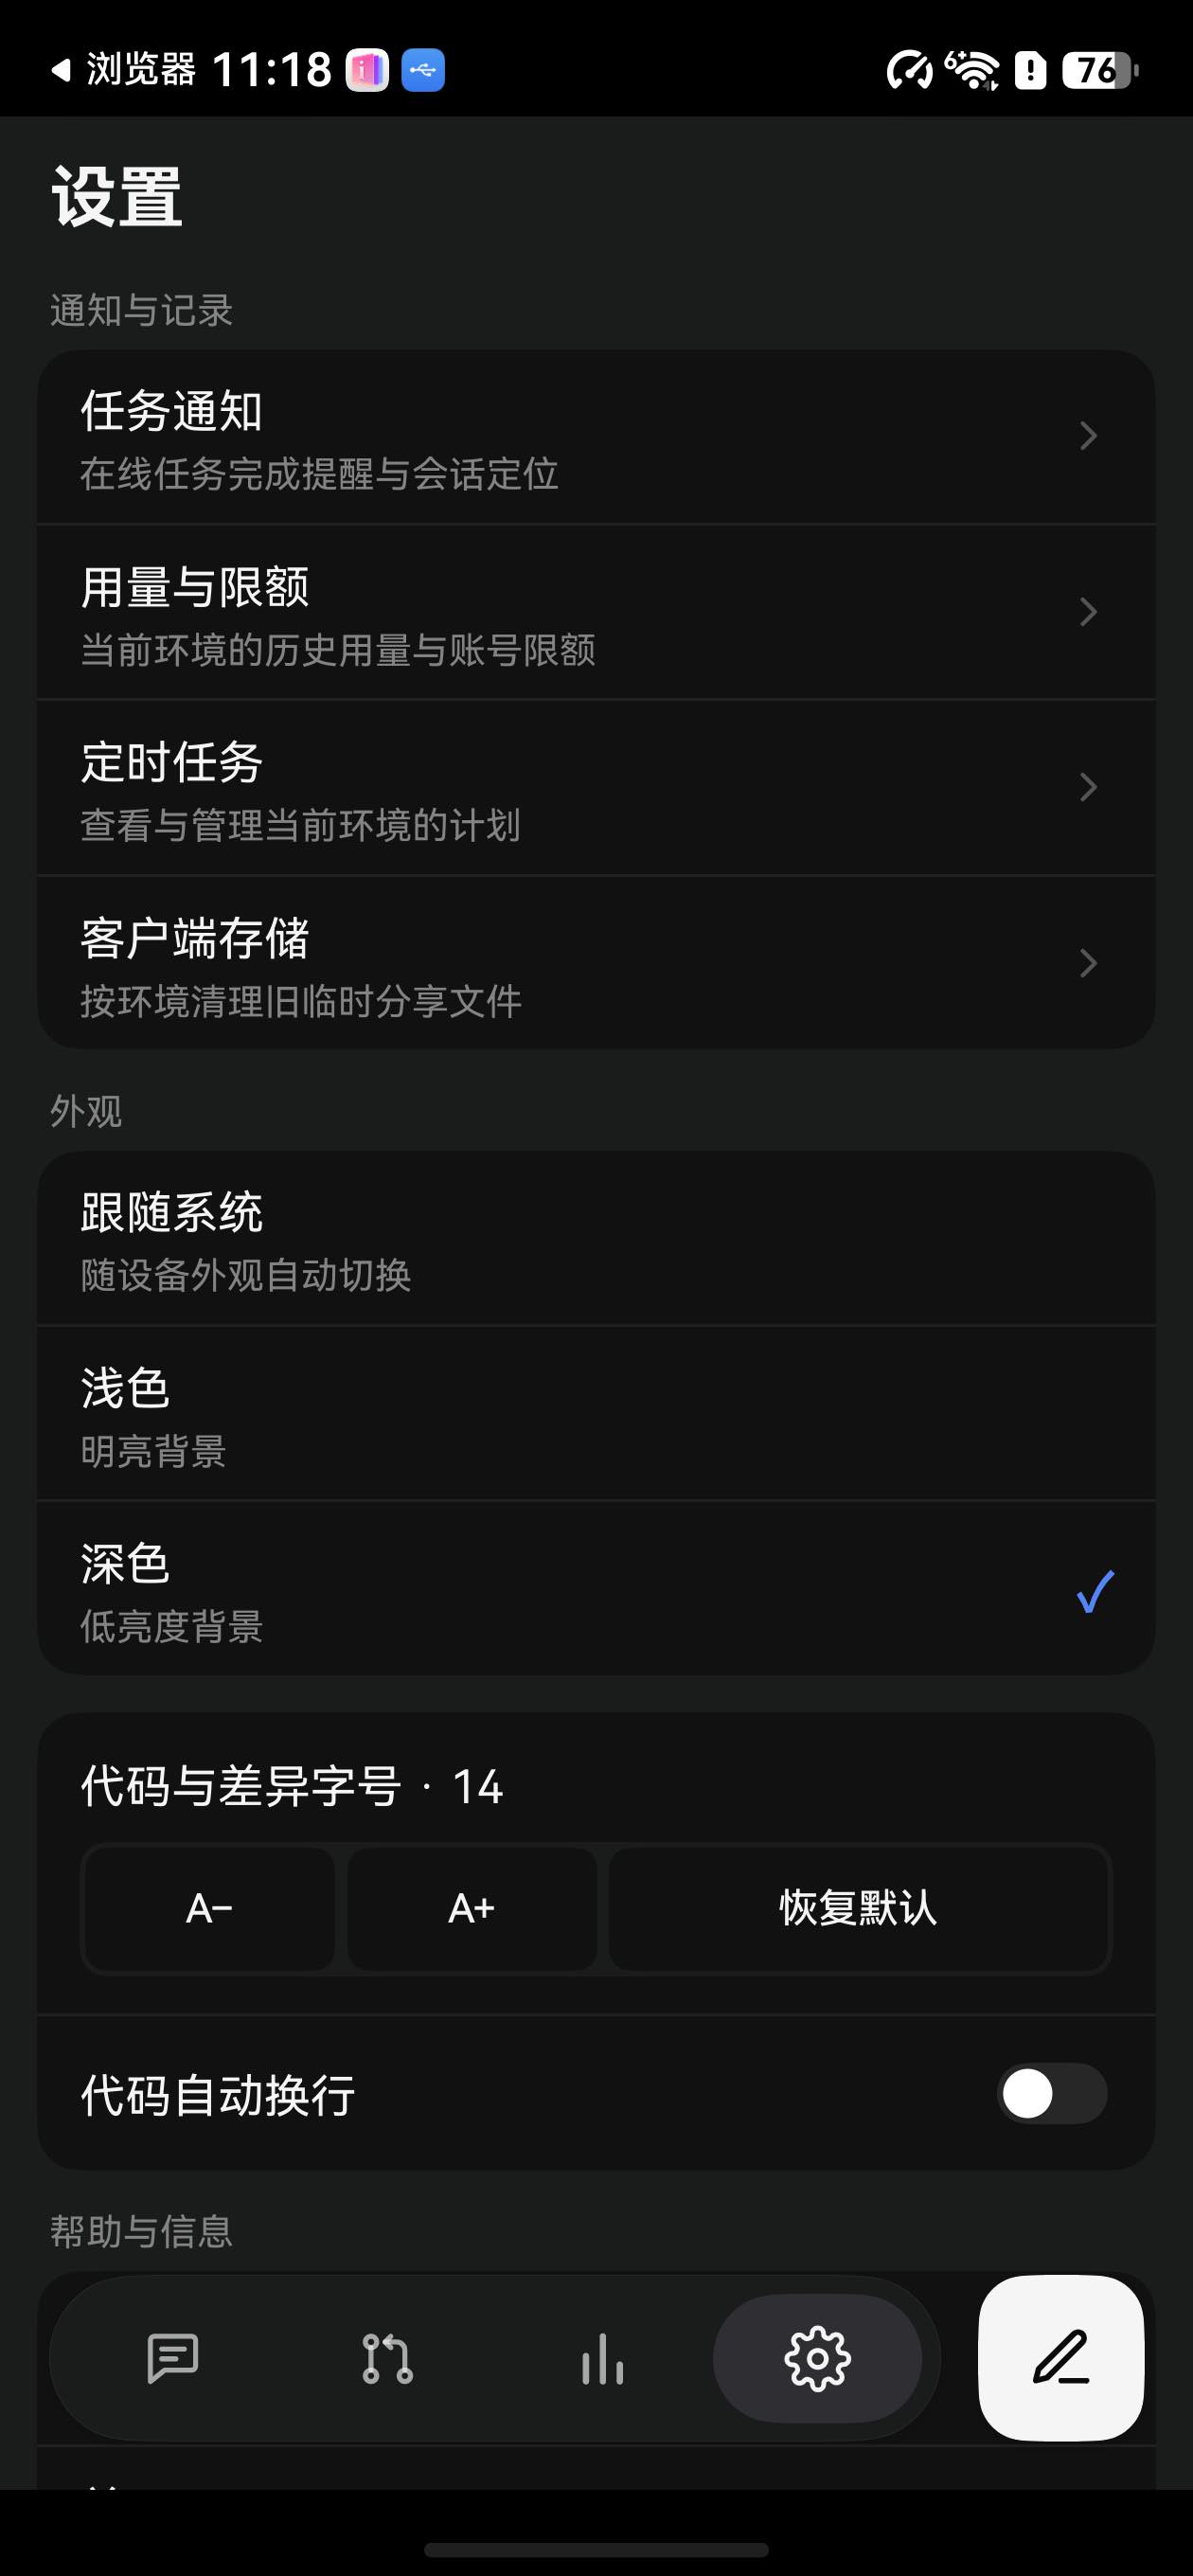 浏览器 11:18
6+
76
设置
通知与记录
任务通知
在线任务完成提醒与会话定位
用量与限额
当前环境的历史用量与账号限额
定时任务
查看与管理当前环境的计划
客户端存储
按环境清理旧临时分享文件
外观
跟随系统
随设备外观自动切换
浅色
明亮背景
深色
低亮度背景
代码与差异字号 · 14
A− A+ 恢复默认
代码自动换行
帮助与信息